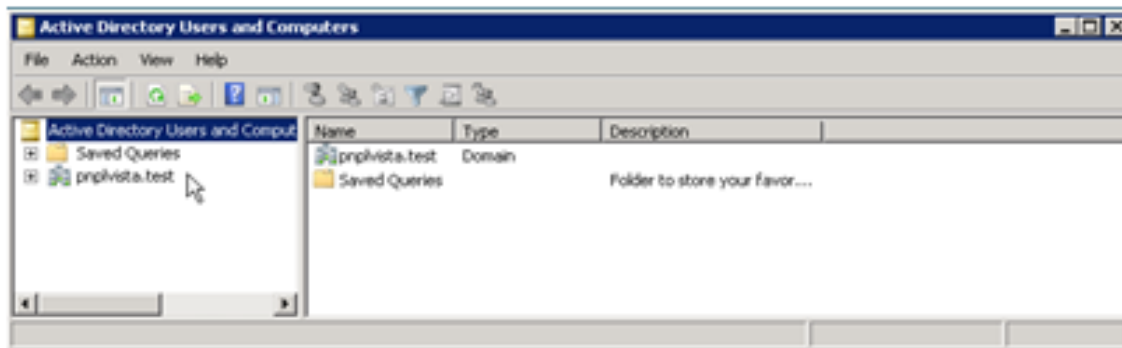 Active Directory Users and Computers
File Action View Help
Active Directory Users and Comput
Saved Queries
pnplvista.test
Name Type Description
pnplvista.test Domain
Saved Queries Folder to store your favor....